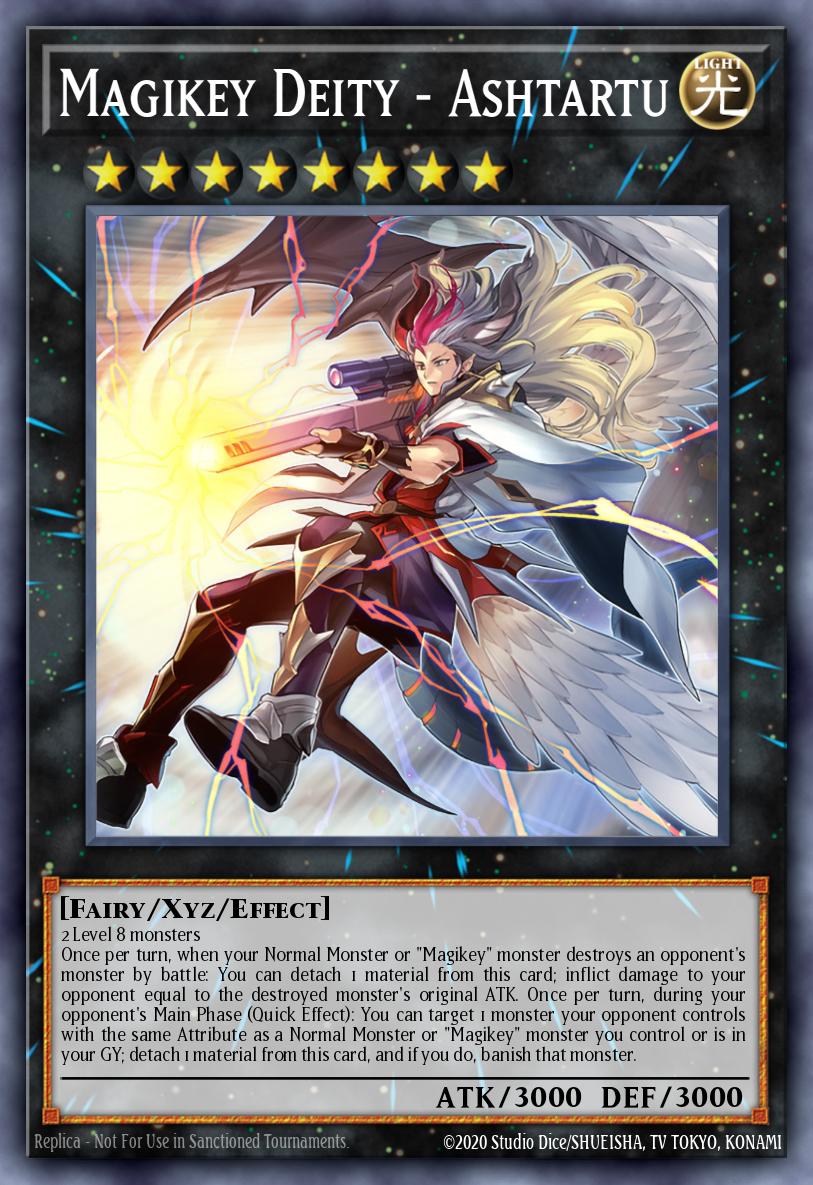 Magikey Deity - Ashtartu
LIGHT
光
[Fairy/Xyz/Effect]
2 Level 8 monsters
Once per turn, when your Normal Monster or "Magikey" monster destroys an opponent's
monster by battle: You can detach 1 material from this card; inflict damage to your
opponent equal to the destroyed monster's original ATK. Once per turn, during your
opponent's Main Phase (Quick Effect): You can target 1 monster your opponent controls
with the same Attribute as a Normal Monster or "Magikey" monster you control or is in
your GY; detach 1 material from this card, and if you do, banish that monster.
ATK/3000 DEF/3000
Replica - Not For Use in Sanctioned Tournaments.
©2020 Studio Dice/SHUEISHA, TV TOKYO, KONAMI